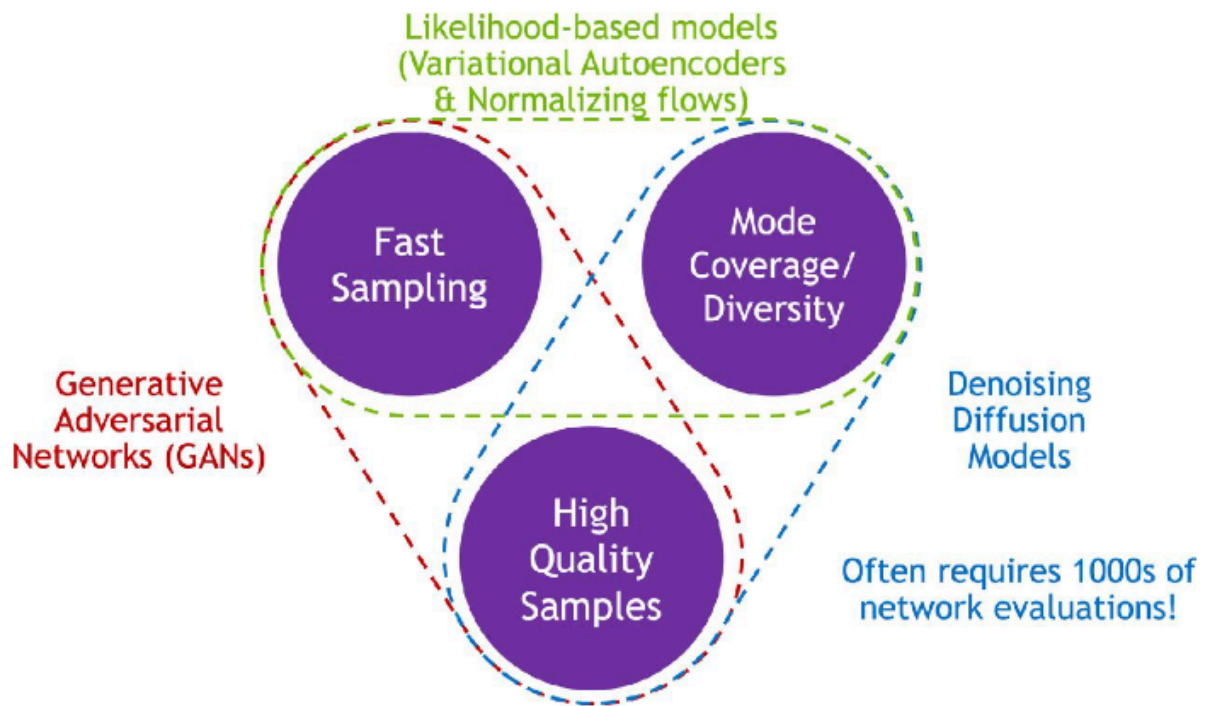 Likelihood-based models
(Variational Autoencoders
& Normalizing flows)
Fast
Sampling
Mode
Coverage/
Diversity
Generative
Adversarial
Networks (GANs)
Denoising
Diffusion
Models
High
Quality
Samples
Often requires 1000s of
network evaluations!